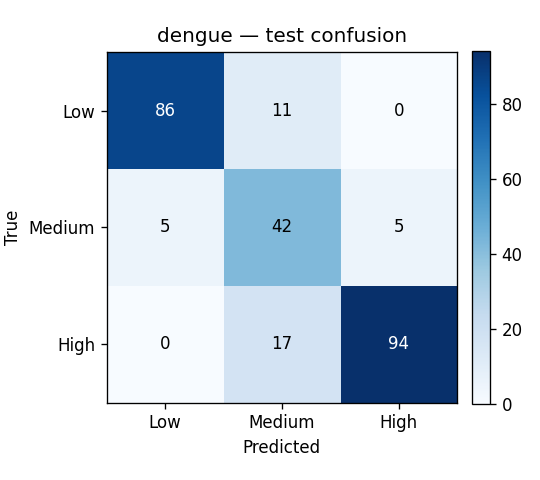 dengue — test confusion
Low 86 11 0
Medium 5 42 5
High 0 17 94
Low Medium High
Predicted
True
80
60
40
20
0